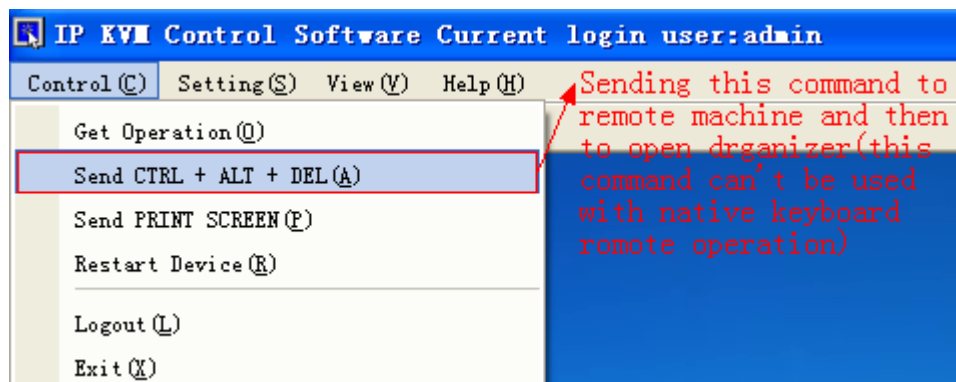 IP KVM Control Software Current login user:admin
Control(C) Setting(S) View(V) Help(H)
Sending this command to
remote machine and then
to open drganizer(this
command can't be used
with native keyboard
romote operation)
Get Operation(O)
Send CTRL + ALT + DEL(A)
Send PRINT SCREEN(P)
Restart Device(R)
Logout(L)
Exit(X)